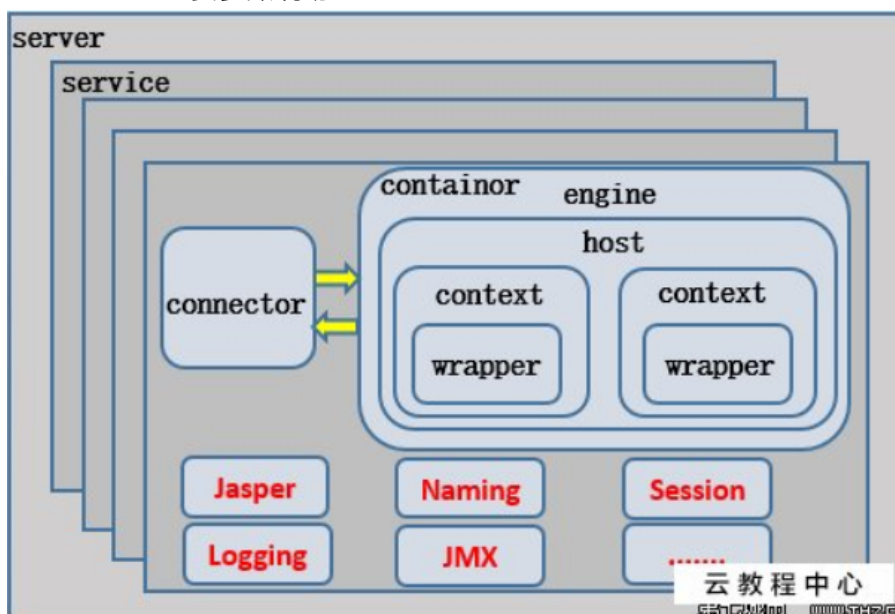 server
service
containor
engine
host
connector
context
context
wrapper
wrapper
Jasper
Naming
Session
Logging
JMX
.......
云教程中心